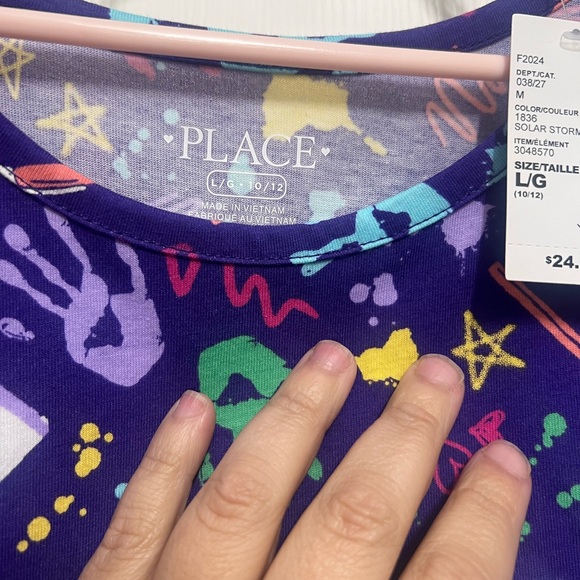 PLACE
L/G • 10/12
MADE IN VIETNAM
FABRIQUÉ AU VIETNAM
F2024
DEPT./CAT.
038/27
M
COLOR/COULEUR
1836
SOLAR STORM
ITEM/ÉLÉMENT
3048570
SIZE/TAILLE
L/G
(10/12)
$24.